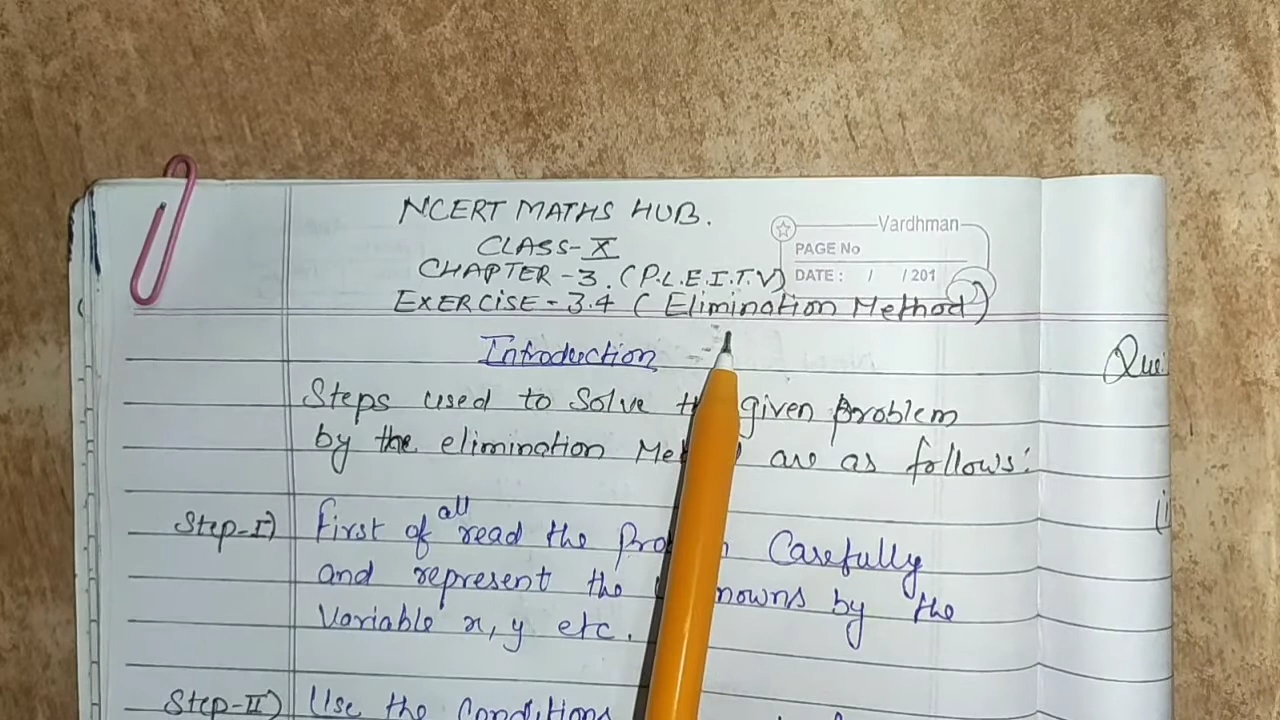 NCERT MATHS HUB.
CLASS-X
CHAPTER-3. (P.L.E.I.T.V)
EXERCISE-3.4 (Elimination Method)
Vardhman
PAGE No
DATE : / / 201
Introduction
Que
Steps used to Solve given Problem
by the elimination are as follows:
(i
Step-I) First of all read the Carefully
and represent the by the
Variable x, y etc.
Step-II) Use the Conditions